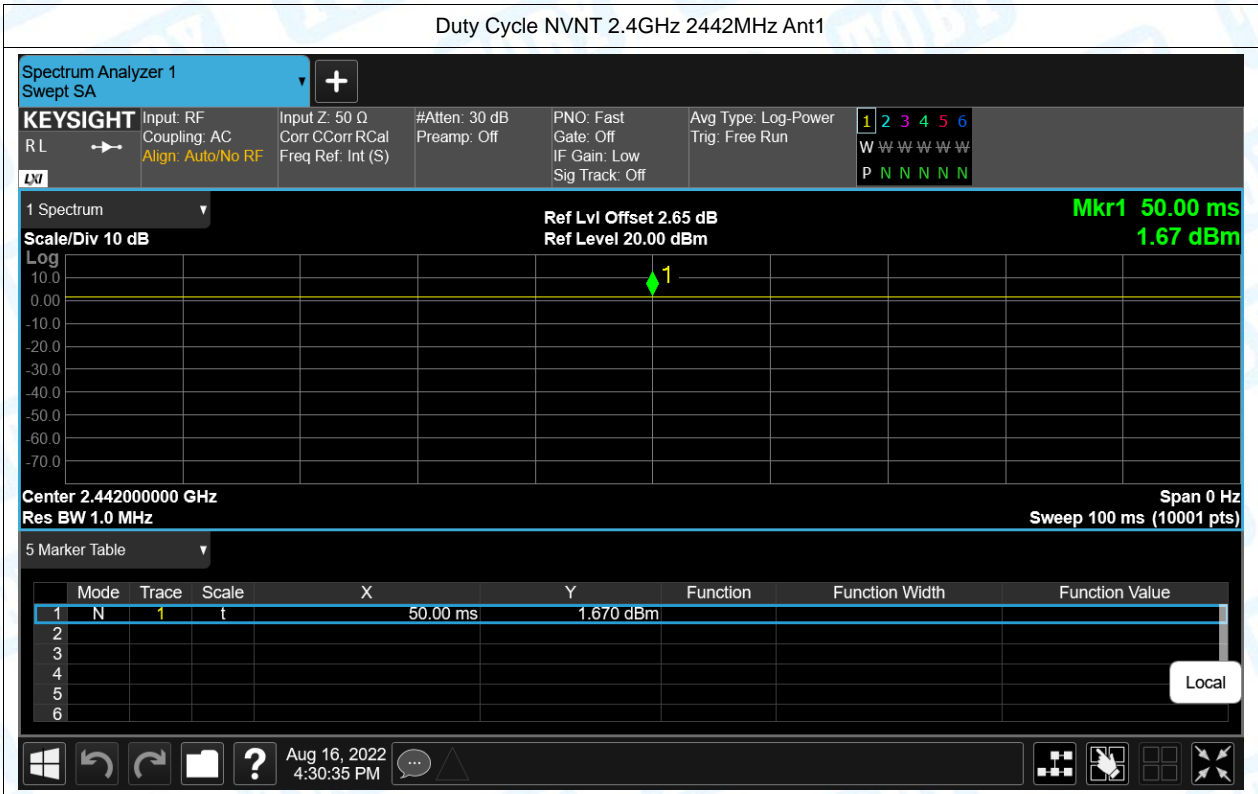 Duty Cycle NVNT 2.4GHz 2442MHz Ant1
Spectrum Analyzer 1
Swept SA
KEYSIGHT
R L
LXI
Input: RF
Coupling: AC
Align: Auto/No RF
Input Z: 50 Ω
Corr CCorr RCal
Freq Ref: Int (S)
#Atten: 30 dB
Preamp: Off
PNO: Fast
Gate: Off
IF Gain: Low
Sig Track: Off
Avg Type: Log-Power
Trig: Free Run
1 2 3 4 5 6
W W W W W W
P N N N N N
1 Spectrum
Scale/Div 10 dB
Ref Lvl Offset 2.65 dB
Ref Level 20.00 dBm
Mkr1 50.00 ms
1.67 dBm
Log
10.0
0.00
-10.0
-20.0
-30.0
-40.0
-50.0
-60.0
-70.0
1
Center 2.442000000 GHz
Span 0 Hz
Res BW 1.0 MHz
Sweep 100 ms (10001 pts)
5 Marker Table
Mode Trace Scale X Y Function Function Width Function Value
1 N 1 t 50.00 ms 1.670 dBm
2
3
4
5
6
Local
?
Aug 16, 2022
4:30:35 PM